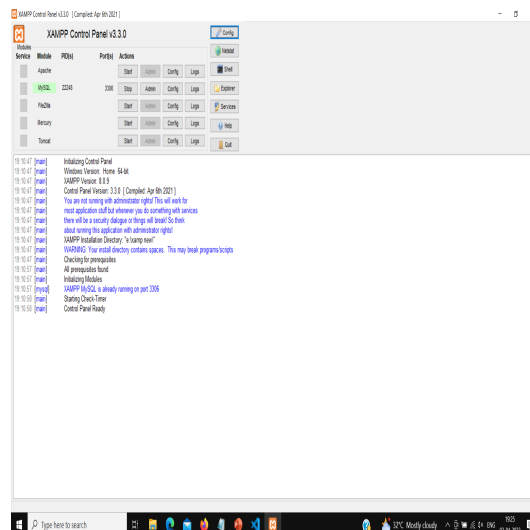 XAMPP Control Panel v3.3.0 [ Compiled: Apr 6th 2021 ]
XAMPP Control Panel v3.3.0
Config
Netstat
Shell
Explorer
Services
Help
Quit
Modules
Service Module PID(s) Port(s) Actions
Apache Start Admin Config Logs
MySQL 22248 3306 Stop Admin Config Logs
FileZilla Start Admin Config Logs
Mercury Start Admin Config Logs
Tomcat Start Admin Config Logs
19:10:47 [main] Initializing Control Panel
19:10:47 [main] Windows Version: Home 64-bit
19:10:47 [main] XAMPP Version: 8.0.9
19:10:47 [main] Control Panel Version: 3.3.0 [ Compiled: Apr 6th 2021 ]
19:10:47 [main] You are not running with administrator rights! This will work for
19:10:47 [main] most application stuff but whenever you do something with services
19:10:47 [main] there will be a security dialogue or things will break! So think
19:10:47 [main] about running this application with administrator rights!
19:10:47 [main] XAMPP Installation Directory: "e:\xamp new\"
19:10:47 [main] WARNING: Your install directory contains spaces. This may break programs/scripts
19:10:47 [main] Checking for prerequisites
19:10:57 [main] All prerequisites found
19:10:57 [main] Initializing Modules
19:10:57 [mysql] XAMPP MySQL is already running on port 3306
19:10:58 [main] Starting Check-Timer
19:10:58 [main] Control Panel Ready
Type here to search
32°C Mostly cloudy
ENG
19:25